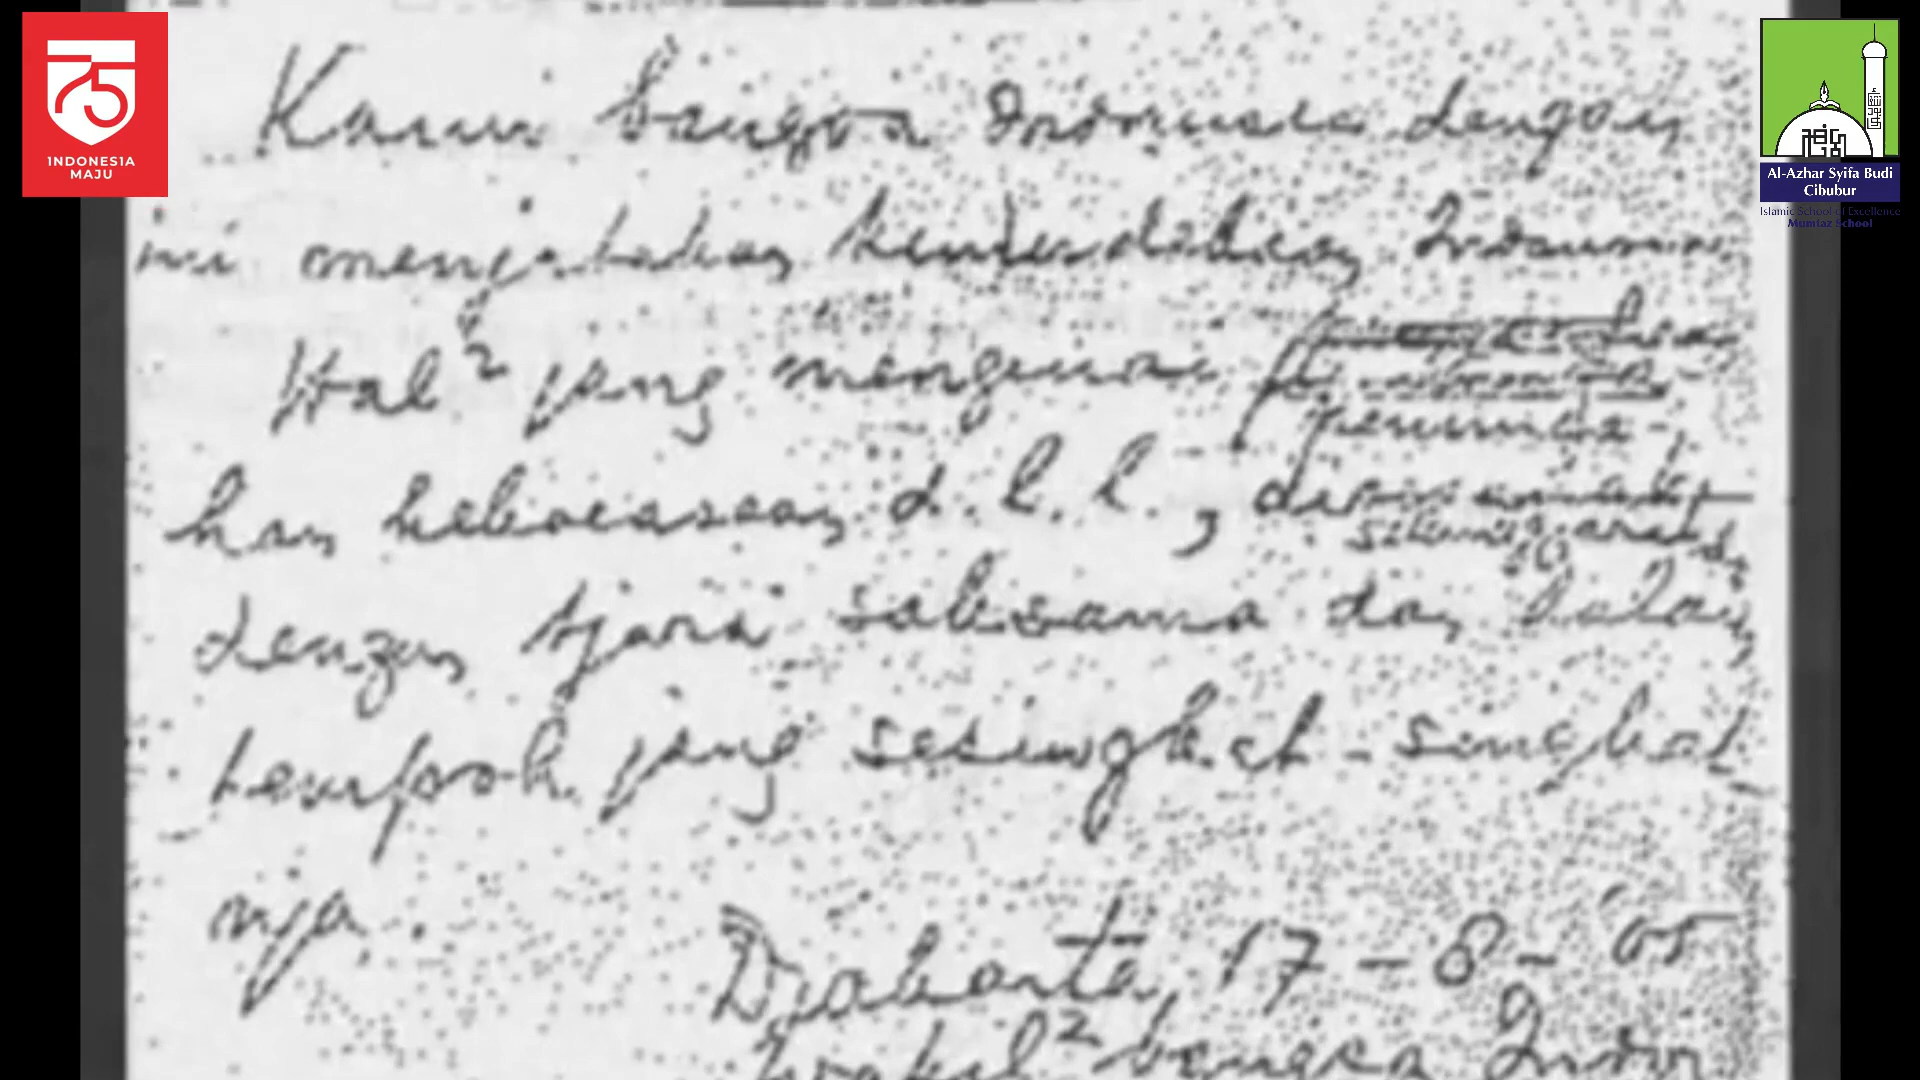 75
INDONESIA
MAJU
Al-Azhar Syifa Budi
Cibubur
Islamic School of Excellence
Mumtaz School
Kami bangsa Indonesia dengan
ini menjatakan kemerdekaan Indonesia.
Hal² jang mengenai
peminda-
han kekoeasaan d.l.l.,
diselenggarakan
dengan tjara saksama dan dalam
tempoh jang sesingkat-singkat
nja.
Djakarta, 17 - 8 - '05
Wakil² bangsa Indon